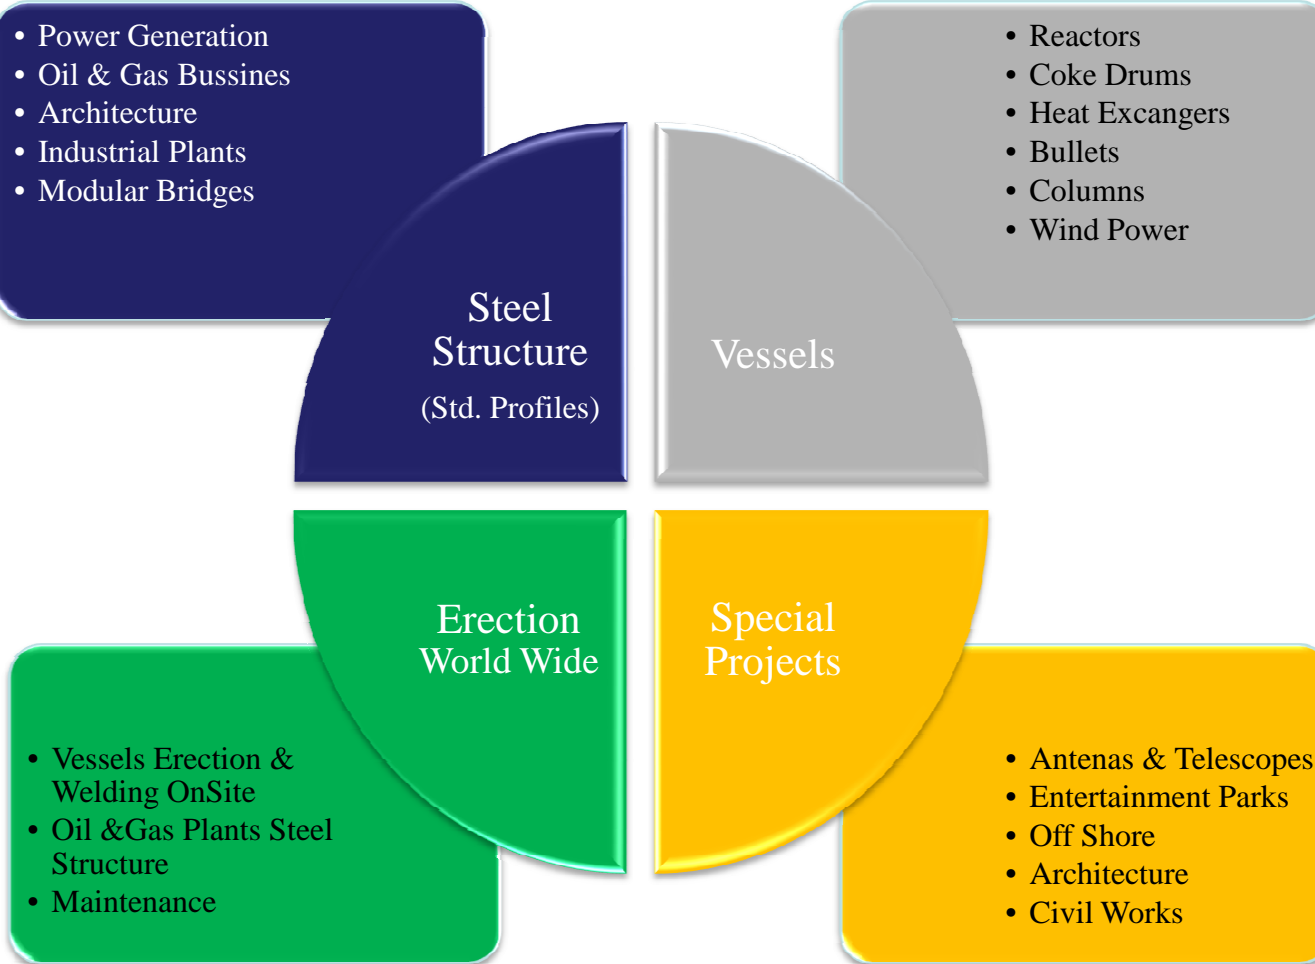 • Power Generation
• Oil & Gas Bussines
• Architecture
• Industrial Plants
• Modular Bridges
• Reactors
• Coke Drums
• Heat Excangers
• Bullets
• Columns
• Wind Power
Steel
Structure
(Std. Profiles)
Vessels
Erection
World Wide
Special
Projects
• Vessels Erection &
Welding OnSite
• Oil &Gas Plants Steel
Structure
• Maintenance
• Antenas & Telescopes
• Entertainment Parks
• Off Shore
• Architecture
• Civil Works